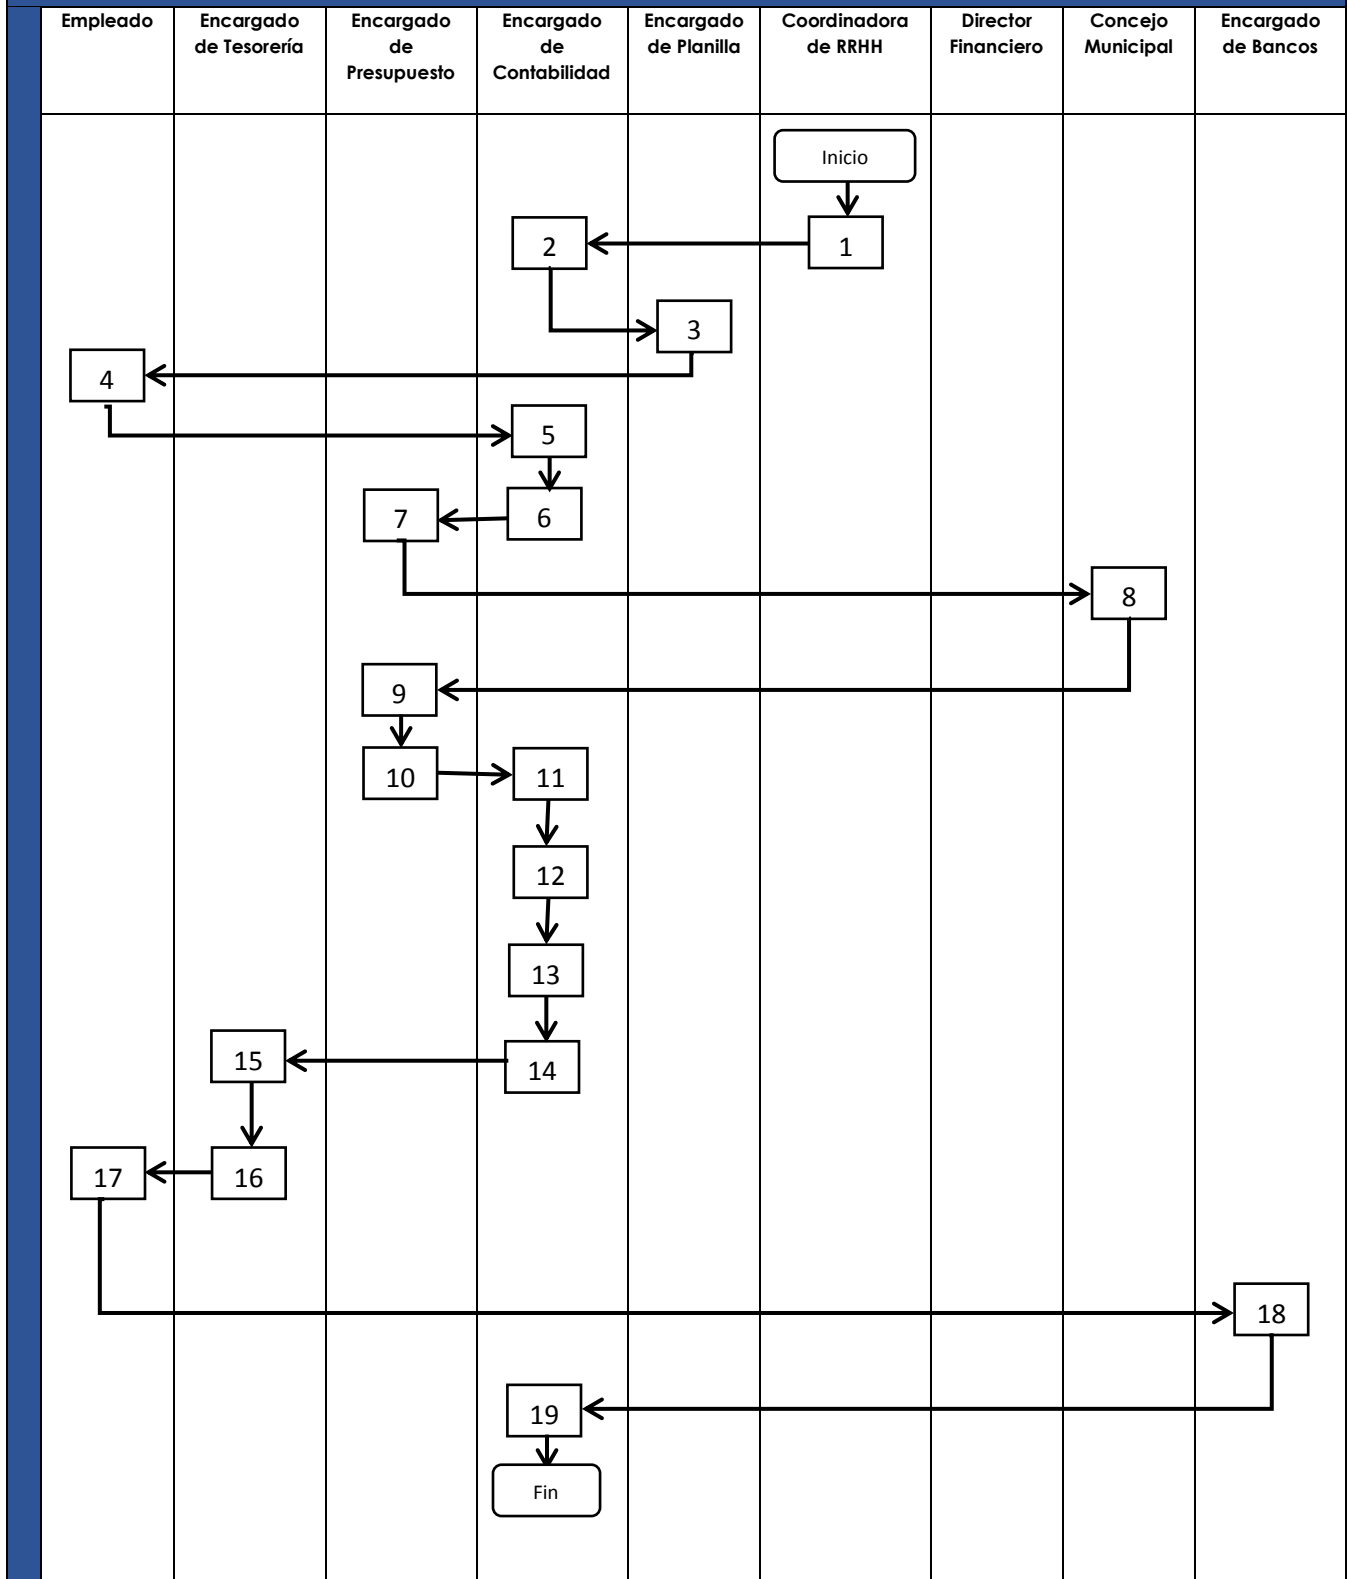 Empleado
Encargado
de Tesorería
Encargado
de
Presupuesto
Encargado
de
Contabilidad
Encargado
de Planilla
Coordinadora
de RRHH
Director
Financiero
Concejo
Municipal
Encargado
de Bancos
Inicio
1
2
3
4
5
6
7
8
9
10
11
12
13
14
15
16
17
18
19
Fin